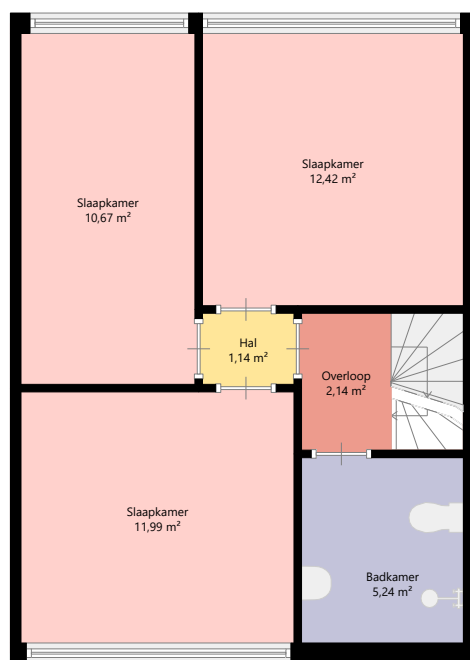 Slaapkamer
12,42 m²
Slaapkamer
10,67 m²
Hal
1,14 m²
Overloop
2,14 m²
Slaapkamer
11,99 m²
Badkamer
5,24 m²